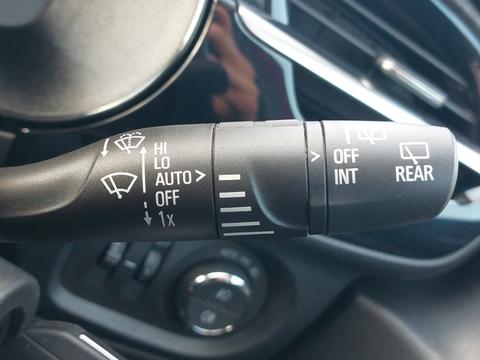 HI
LO
AUTO >
OFF
1x
> OFF
INT
REAR